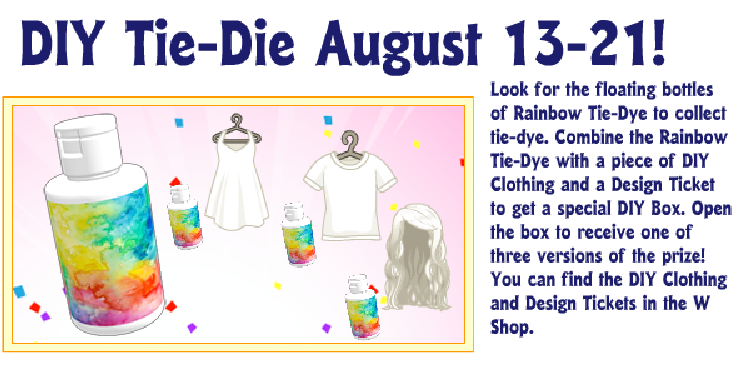 DIY Tie-Die August 13-21!
Look for the floating bottles
of Rainbow Tie-Dye to collect
tie-dye. Combine the Rainbow
Tie-Dye with a piece of DIY
Clothing and a Design Ticket
to get a special DIY Box. Open
the box to receive one of
three versions of the prize!
You can find the DIY Clothing
and Design Tickets in the W
Shop.